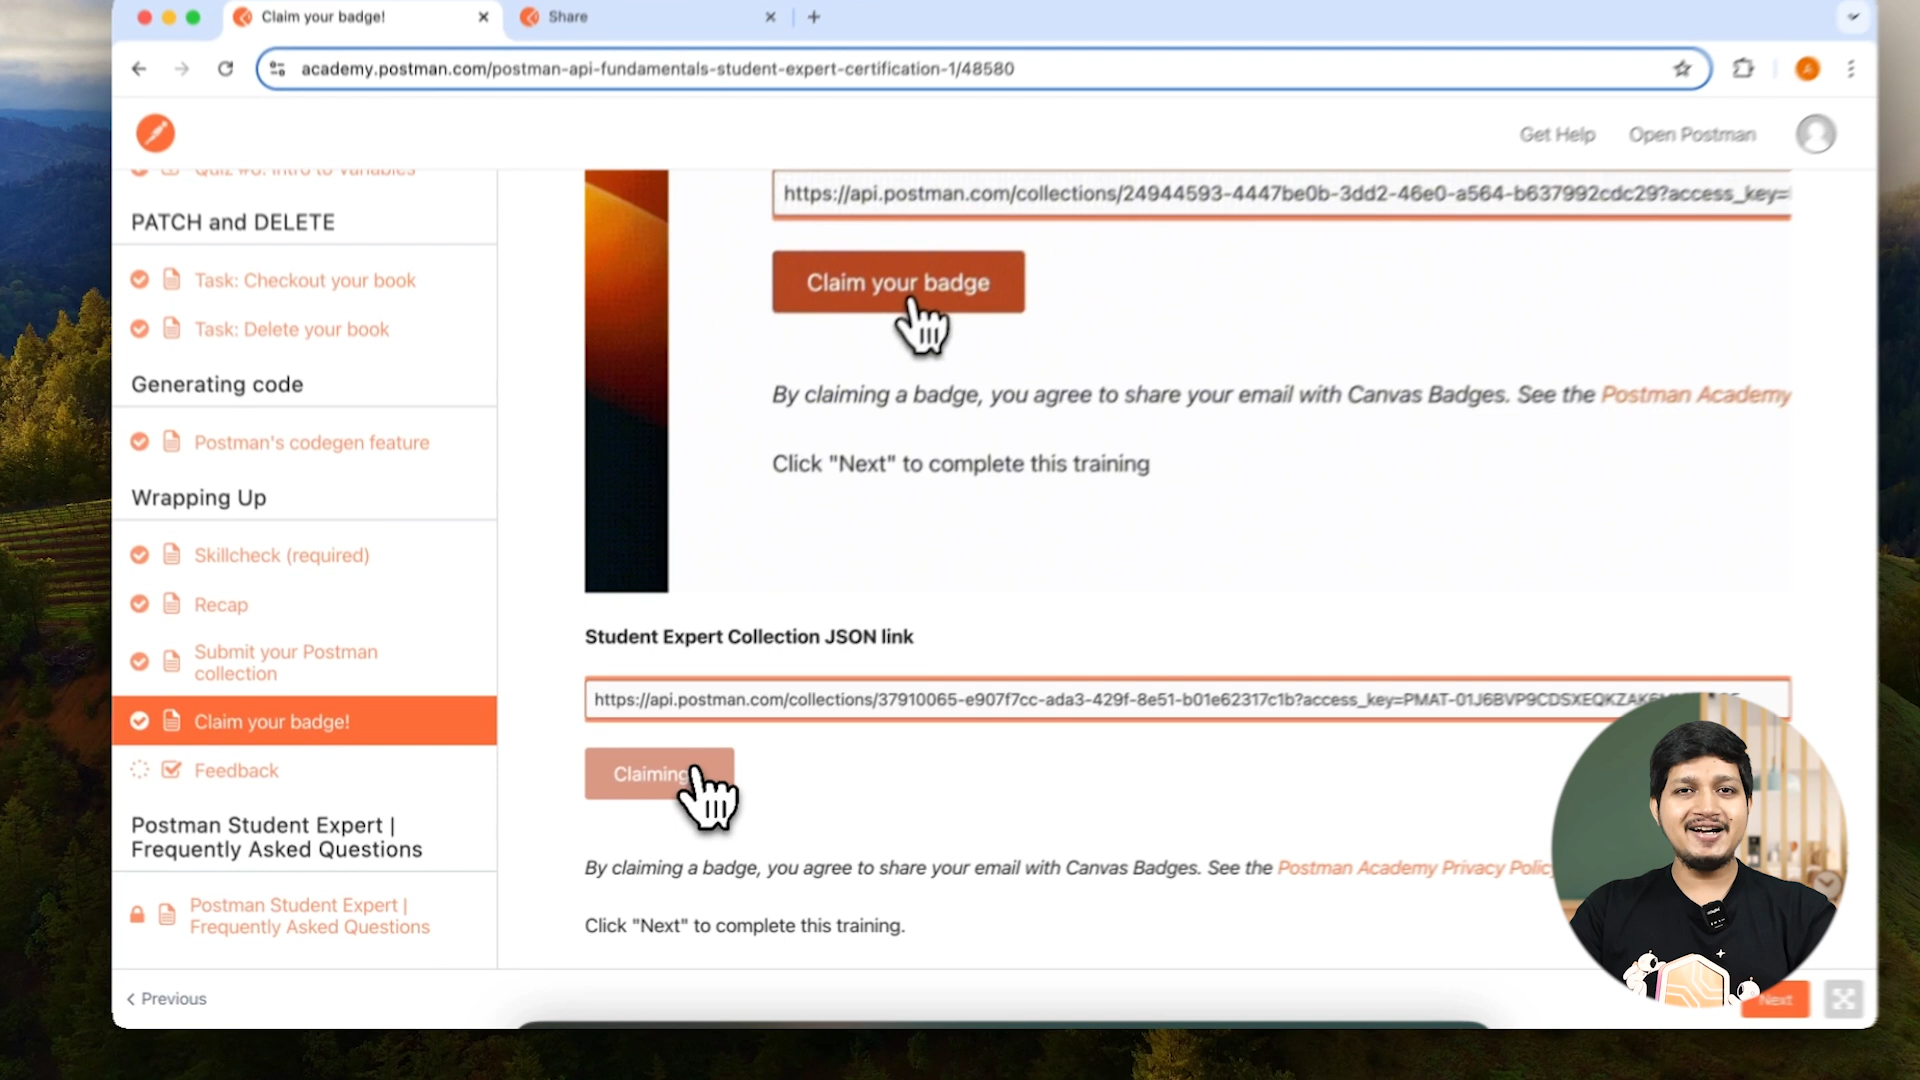 Claim your badge!
Share
academy.postman.com/postman-api-fundamentals-student-expert-certification-1/48580
Get Help
Open Postman
Quiz #6: Intro to Variables
PATCH and DELETE
Task: Checkout your book
Task: Delete your book
Generating code
Postman's codegen feature
Wrapping Up
Skillcheck (required)
Recap
Submit your Postman
collection
Claim your badge!
Feedback
Postman Student Expert |
Frequently Asked Questions
Postman Student Expert |
Frequently Asked Questions
Previous
https://api.postman.com/collections/24944593-4447be0b-3dd2-46e0-a564-b637992cdc29?access_key=
Claim your badge
By claiming a badge, you agree to share your email with Canvas Badges. See the Postman Academy
Click "Next" to complete this training
Student Expert Collection JSON link
https://api.postman.com/collections/37910065-e907f7cc-ada3-429f-8e51-b01e62317c1b?access_key=PMAT-01J6BVP9CDSXEQKZAK
Claiming
By claiming a badge, you agree to share your email with Canvas Badges. See the Postman Academy Privacy Polic
Click "Next" to complete this training.
Next